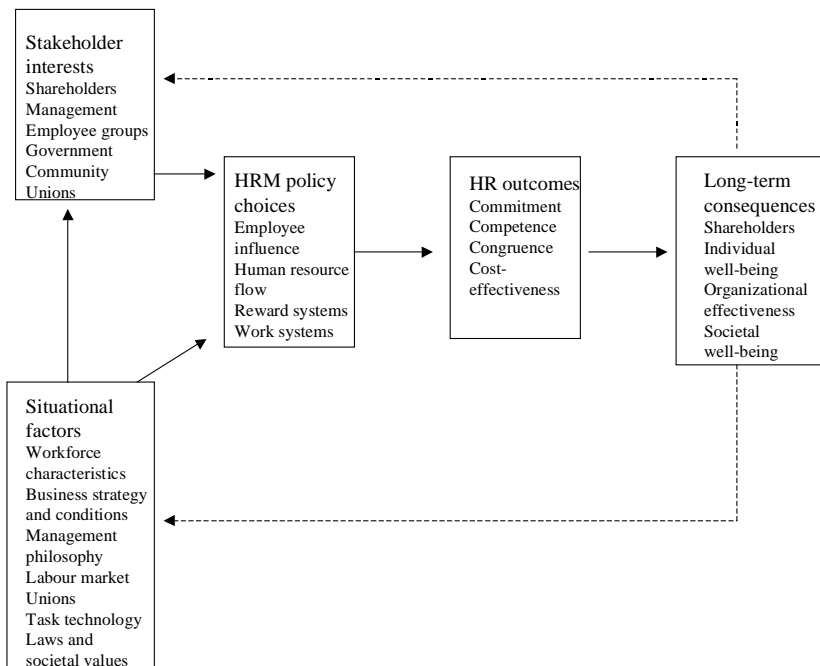 Stakeholder
interests
Shareholders
Management
Employee groups
Government
Community
Unions
HRM policy
choices
Employee
influence
Human resource
flow
Reward systems
Work systems
HR outcomes
Commitment
Competence
Congruence
Cost-
effectiveness
Long-term
consequences
Shareholders
Individual
well-being
Organizational
effectiveness
Societal
well-being
Situational
factors
Workforce
characteristics
Business strategy
and conditions
Management
philosophy
Labour market
Unions
Task technology
Laws and
societal values